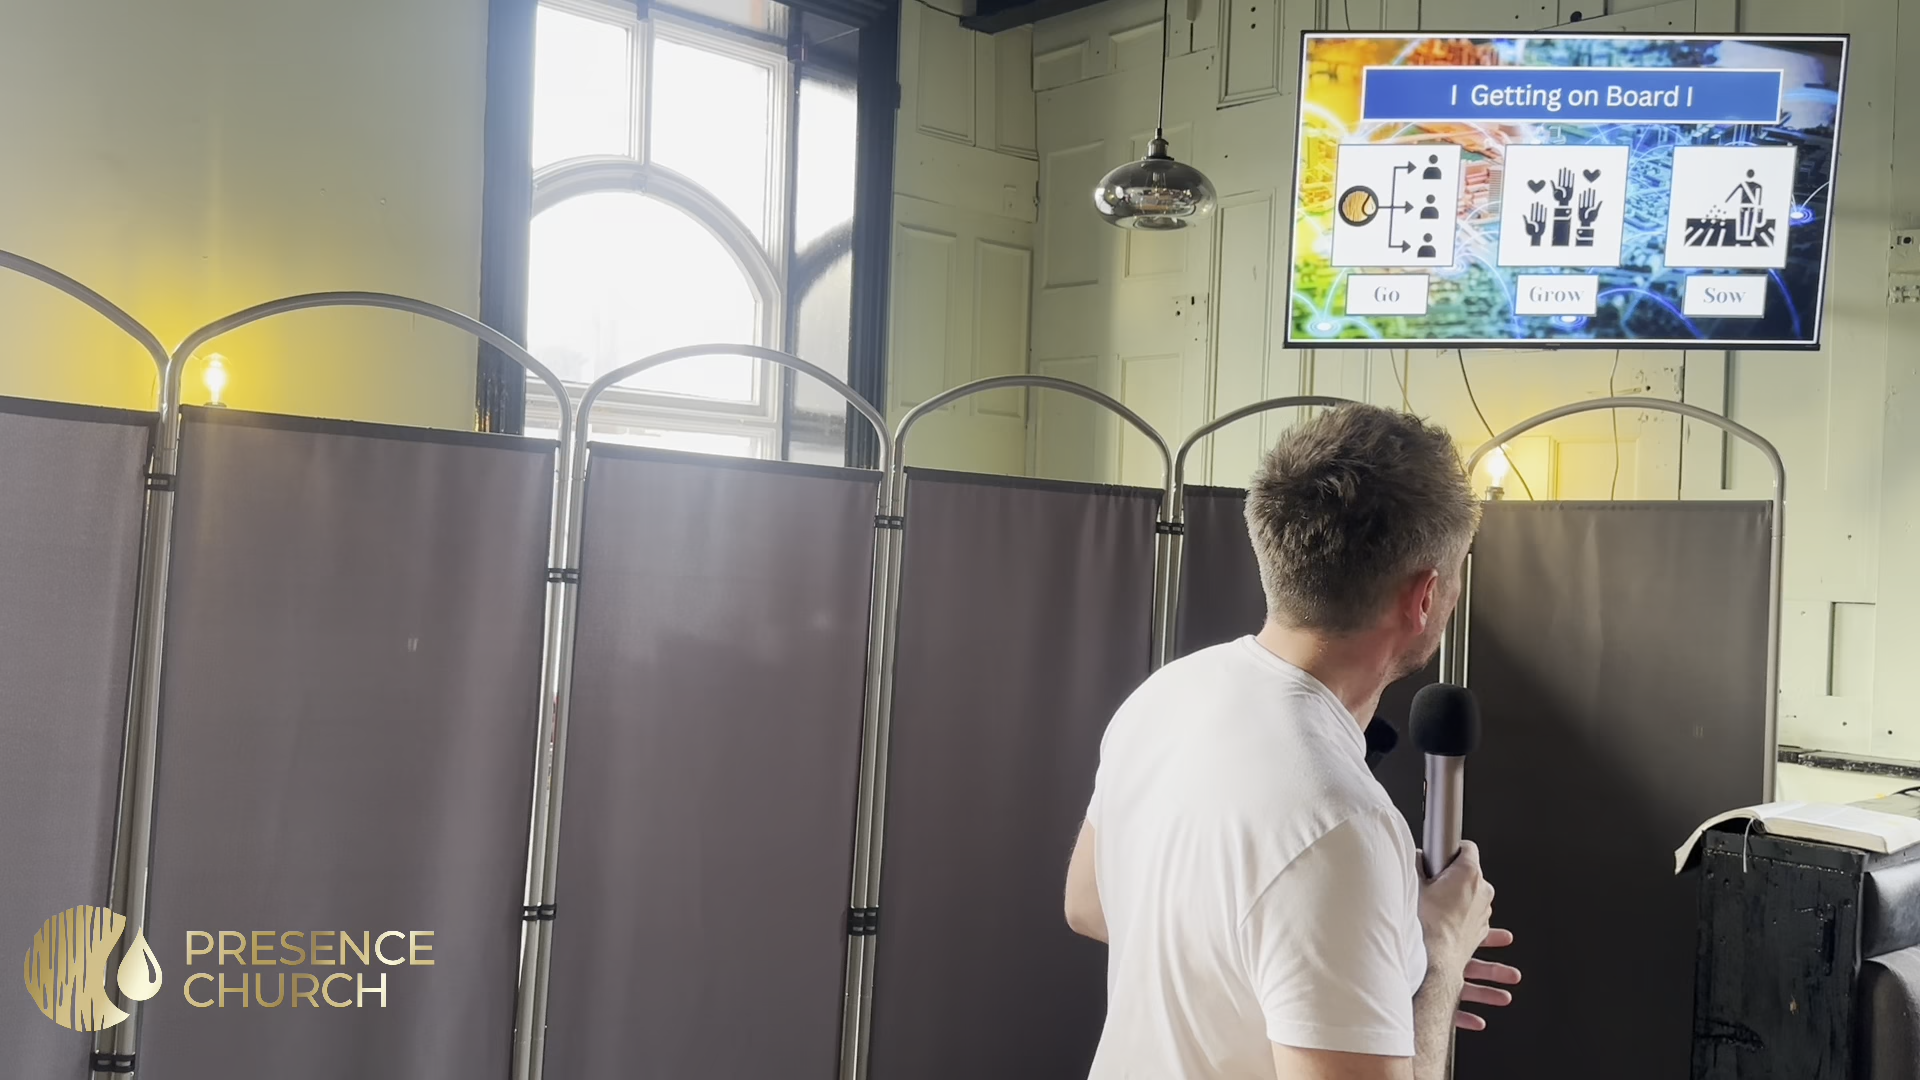 I Getting on Board I
Go
Grow
Sow
PRESENCE
CHURCH